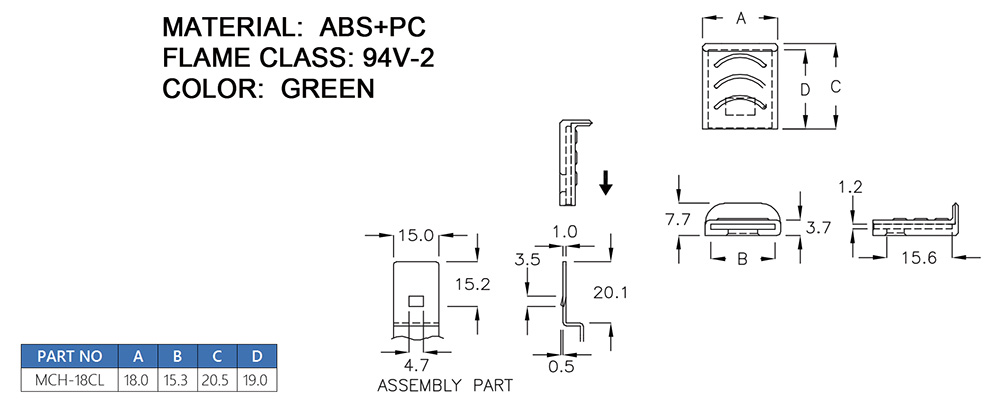 MATERIAL: ABS+PC
FLAME CLASS: 94V-2
COLOR: GREEN
A
D
C
1.2
7.7
3.7
B
15.6
15.0
15.2
4.7
1.0
3.5
20.1
0.5
ASSEMBLY PART
PART NO A B C D
MCH-18CL 18.0 15.3 20.5 19.0